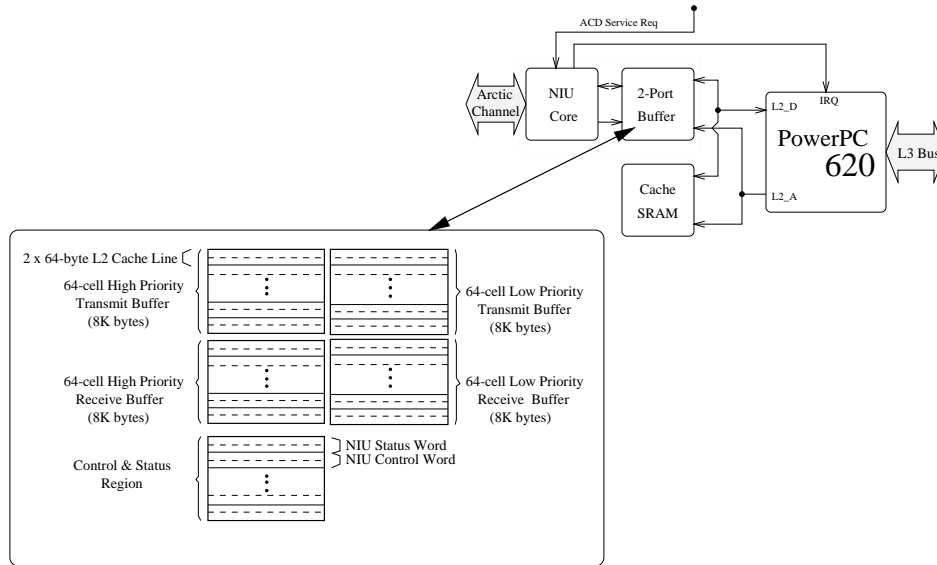 ACD Service Req
Arctic
Channel
NIU
Core
2-Port
Buffer
L2_D
IRQ
PowerPC
620
L2_A
L3 Bus
Cache
SRAM
2 x 64-byte L2 Cache Line
64-cell High Priority
Transmit Buffer
(8K bytes)
64-cell Low Priority
Transmit Buffer
(8K bytes)
64-cell High Priority
Receive Buffer
(8K bytes)
64-cell Low Priority
Receive Buffer
(8K bytes)
Control & Status
Region
NIU Status Word
NIU Control Word